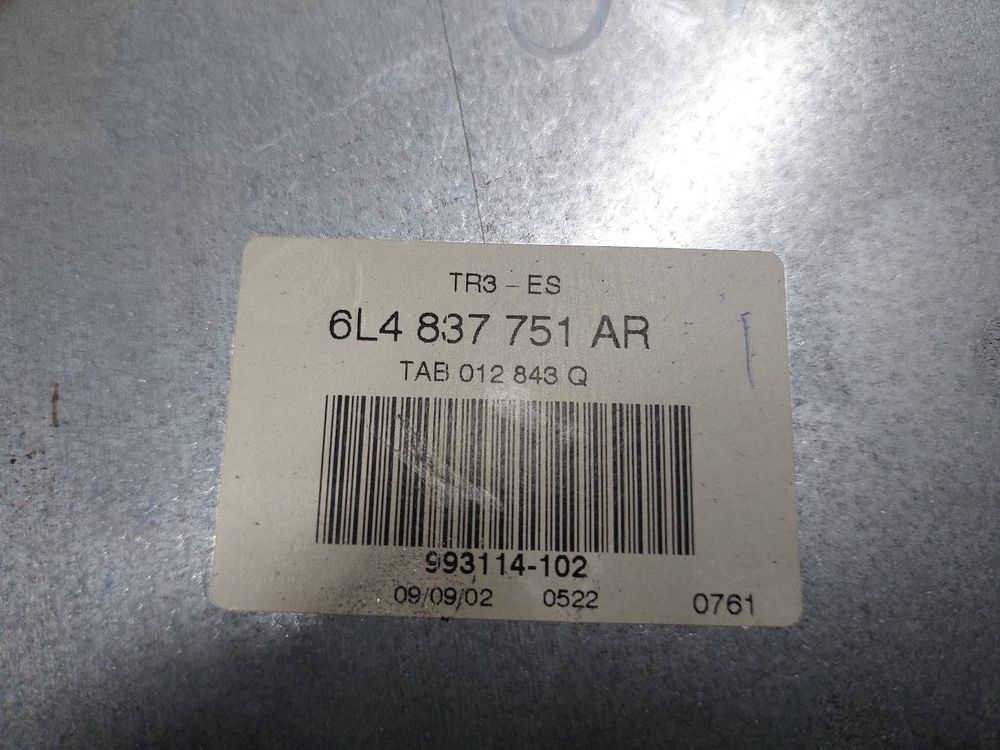 TR3 - ES
6L4 837 751 AR
TAB 012 843 Q
993114-102
09/09/02 0522 0761